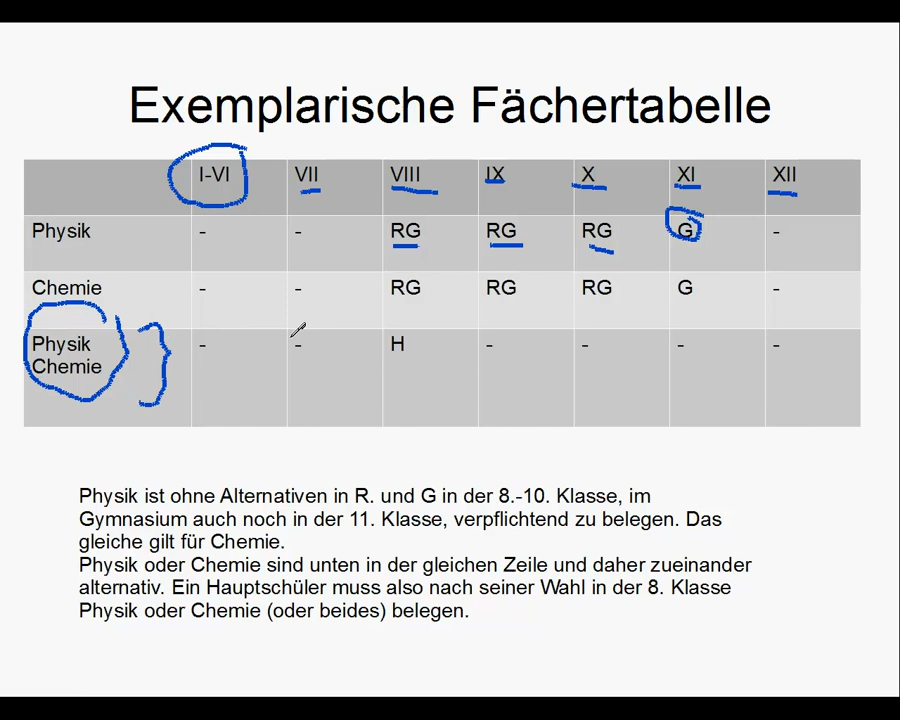 Exemplarische Fächertabelle
I-VI VII VIII IX X XI XII
Physik - - RG RG RG G -
Chemie - - RG RG RG G -
Physik - - H - - - -
Chemie
Physik ist ohne Alternativen in R. und G in der 8.-10. Klasse, im
Gymnasium auch noch in der 11. Klasse, verpflichtend zu belegen. Das
gleiche gilt für Chemie.
Physik oder Chemie sind unten in der gleichen Zeile und daher zueinander
alternativ. Ein Hauptschüler muss also nach seiner Wahl in der 8. Klasse
Physik oder Chemie (oder beides) belegen.